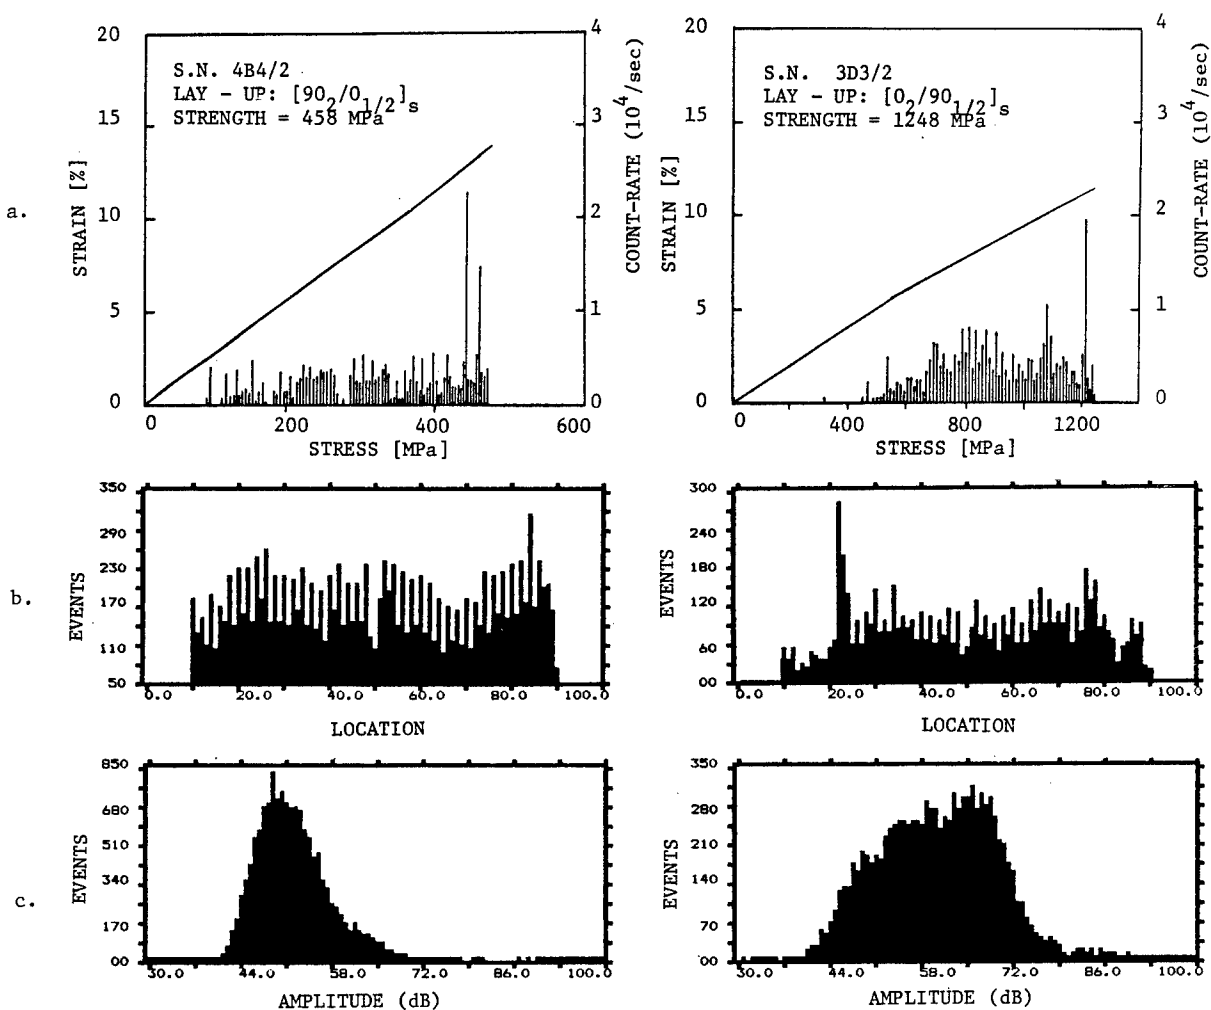 a.
20
15
10
5
0
STRAIN [%]
S.N. 4B4/2
LAY - UP: [90₂/0₁/₂]s
STRENGTH = 458 MPa
4
3
2
1
0
COUNT-RATE (10⁴/sec)
0 200 400 600
STRESS [MPa]
20
15
10
5
0
STRAIN [%]
S.N. 3D3/2
LAY - UP: [0₂/90₁/₂]s
STRENGTH = 1248 MPa
4
3
2
1
0
COUNT-RATE (10⁴/sec)
0 400 800 1200
STRESS [MPa]
b.
350
290
230
170
110
50
EVENTS
0.0 20.0 40.0 60.0 80.0 100.0
LOCATION
300
240
180
120
60
00
EVENTS
0.0 20.0 40.0 60.0 80.0 100.0
LOCATION
c.
850
680
510
340
170
00
EVENTS
30.0 44.0 58.0 72.0 86.0 100.0
AMPLITUDE (dB)
350
280
210
140
70
00
EVENTS
30.0 44.0 58.0 72.0 86.0 100.0
AMPLITUDE (dB)